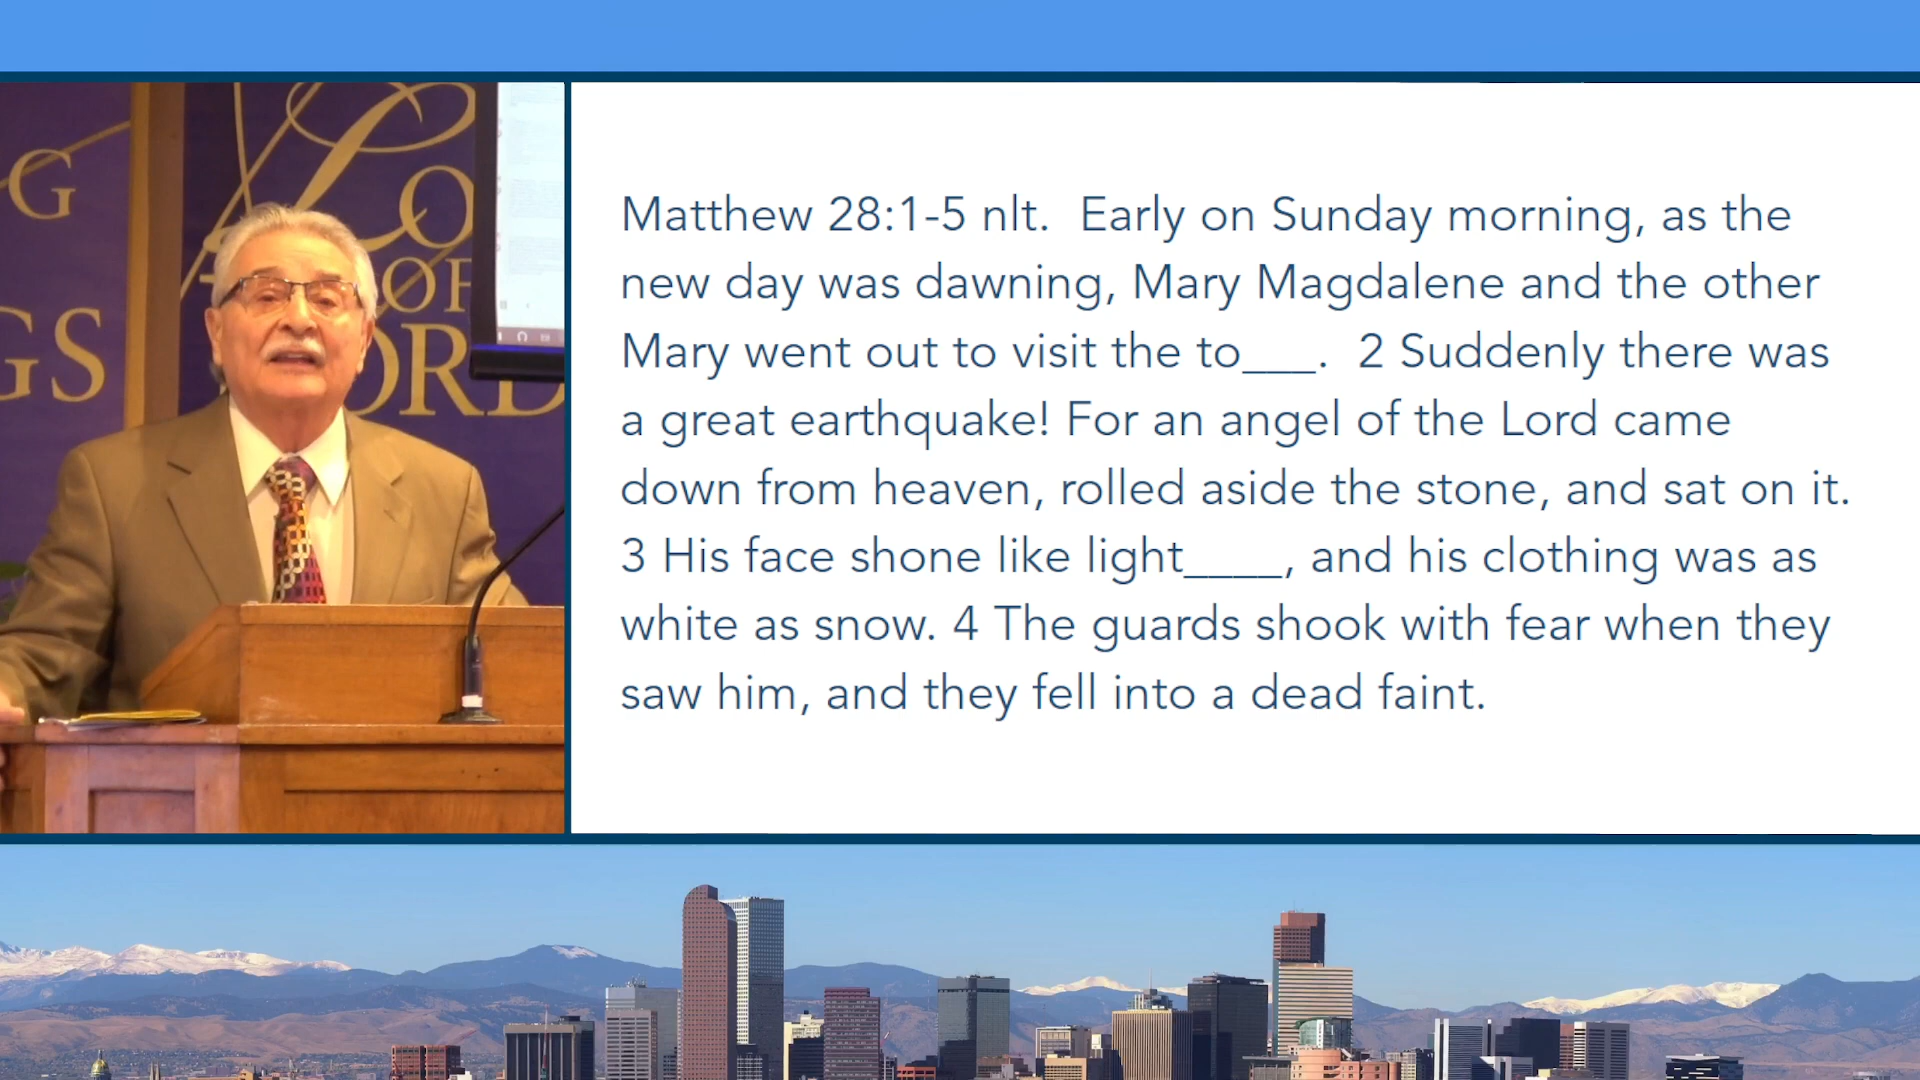 G
GS
LO
OF
ORD
Matthew 28:1-5 nlt.  Early on Sunday morning, as the
new day was dawning, Mary Magdalene and the other
Mary went out to visit the to___.  2 Suddenly there was
a great earthquake! For an angel of the Lord came
down from heaven, rolled aside the stone, and sat on it.
3 His face shone like light____, and his clothing was as
white as snow. 4 The guards shook with fear when they
saw him, and they fell into a dead faint.